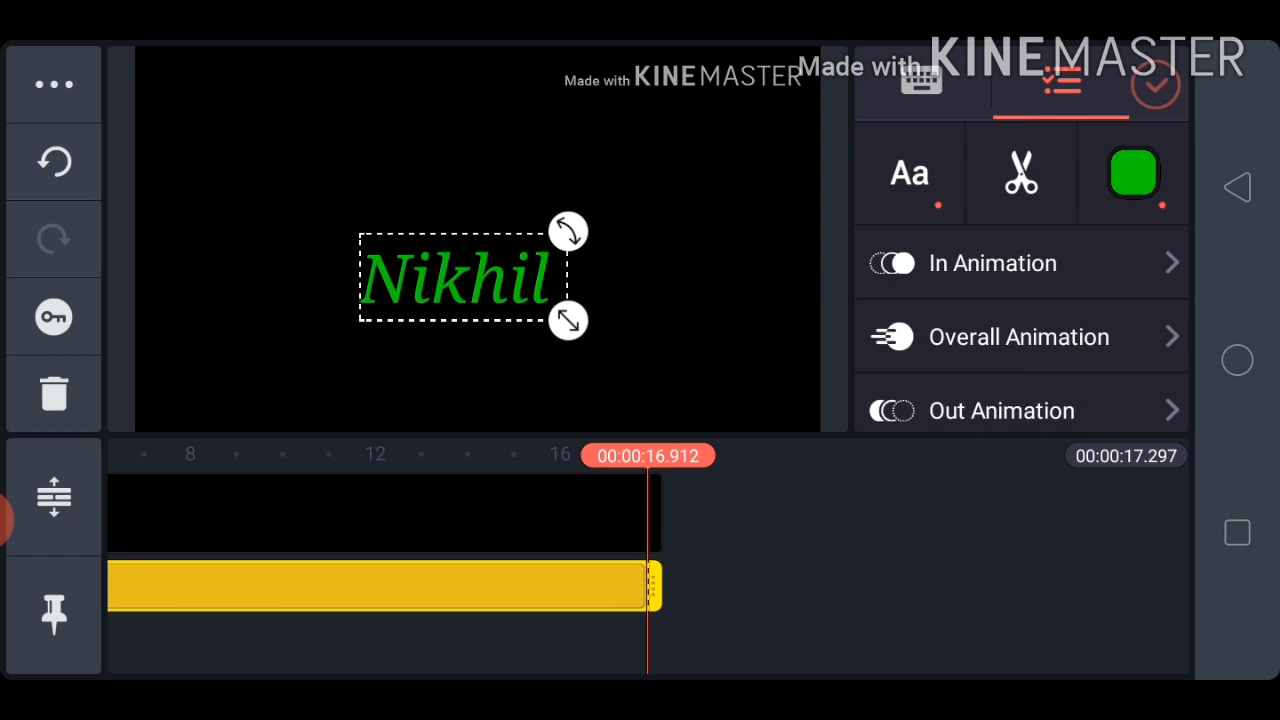 Made with KINEMASTER
Made with KINEMASTER
Aa
Nikhil
In Animation
Overall Animation
Out Animation
8 12 16 00:00:16.912 00:00:17.297